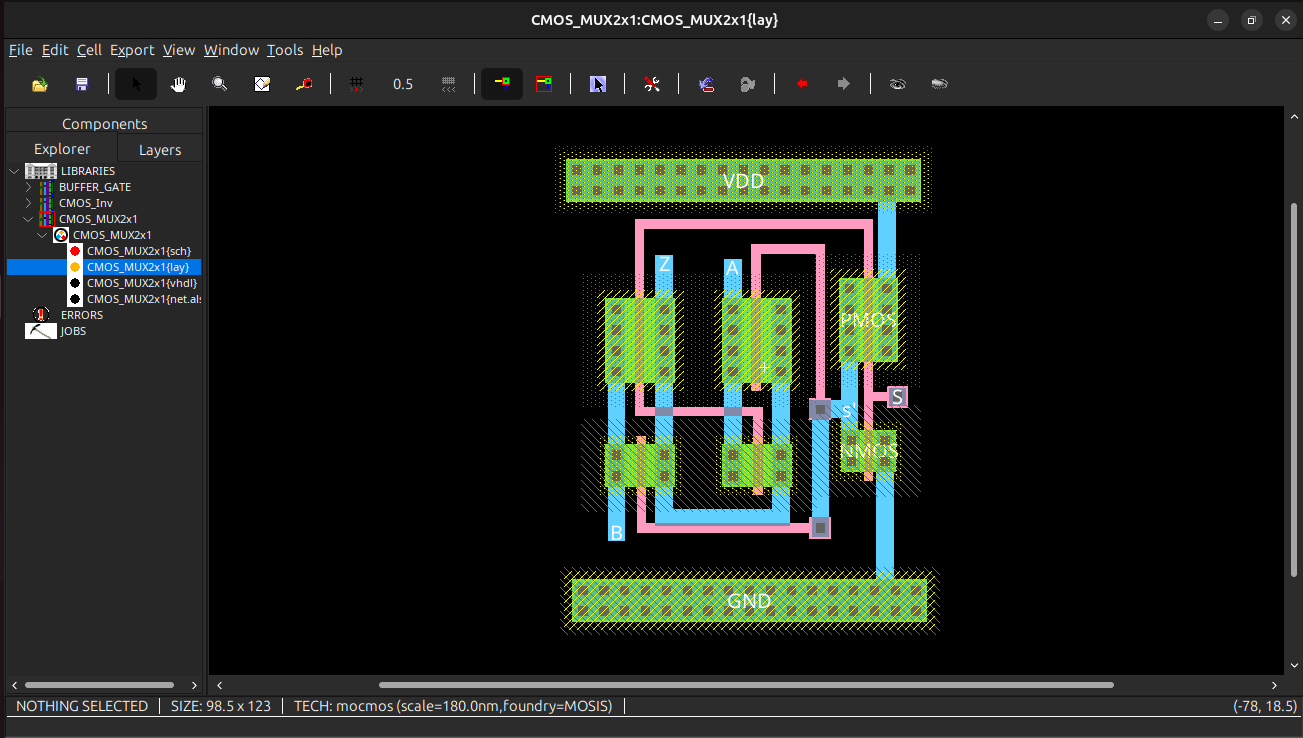 CMOS_MUX2x1:CMOS_MUX2x1{lay}
File Edit Cell Export View Window Tools Help
0.5
Components
Explorer Layers
LIBRARIES
BUFFER_GATE
CMOS_Inv
CMOS_MUX2x1
CMOS_MUX2x1
CMOS_MUX2x1{sch}
CMOS_MUX2x1{lay}
CMOS_MUX2x1{vhdl}
CMOS_MUX2x1{net.als
ERRORS
JOBS
VDD
Z A
PMOS
S
s'
NMOS
B
GND
NOTHING SELECTED SIZE: 98.5 x 123 TECH: mocmos (scale=180.0nm,foundry=MOSIS) (-78, 18.5)